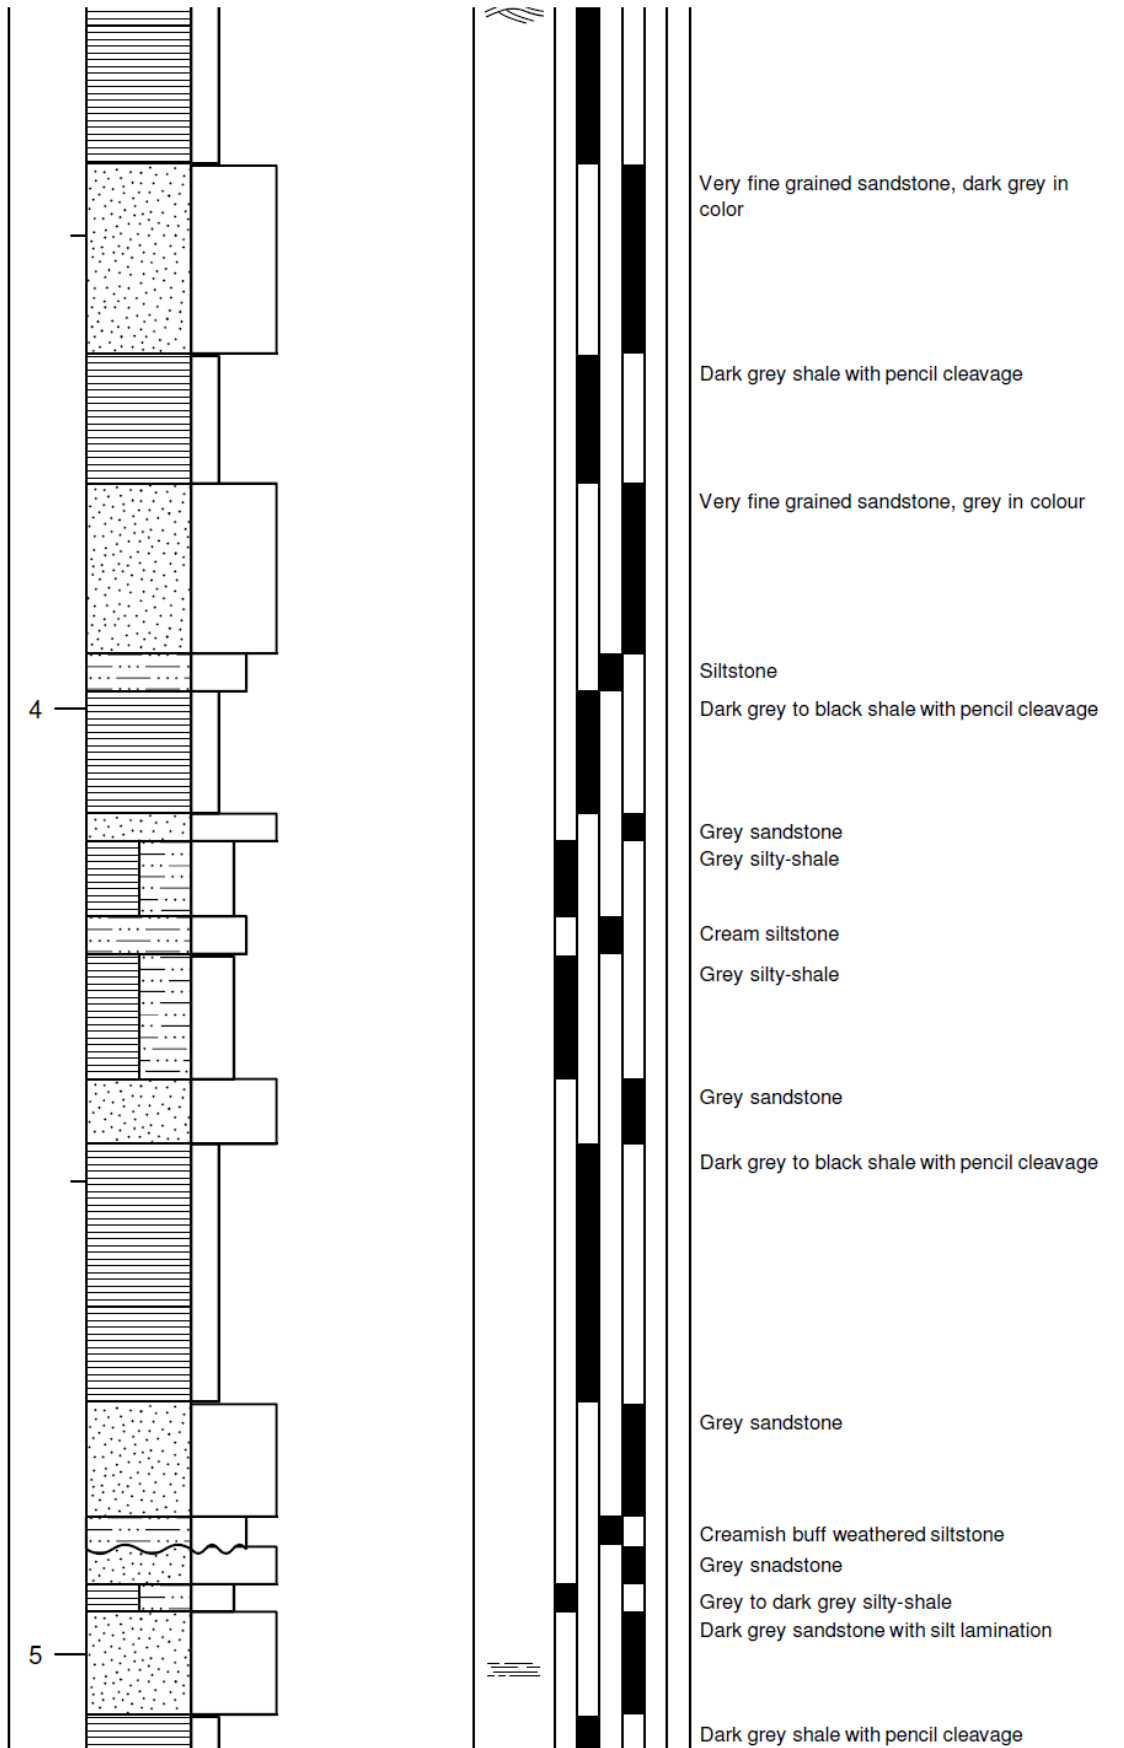 Very fine grained sandstone, dark grey in
color
Dark grey shale with pencil cleavage
Very fine grained sandstone, grey in colour
Siltstone
4
Dark grey to black shale with pencil cleavage
Grey sandstone
Grey silty-shale
Cream siltstone
Grey silty-shale
Grey sandstone
Dark grey to black shale with pencil cleavage
Grey sandstone
Creamish buff weathered siltstone
Grey snadstone
Grey to dark grey silty-shale
Dark grey sandstone with silt lamination
5
Dark grey shale with pencil cleavage